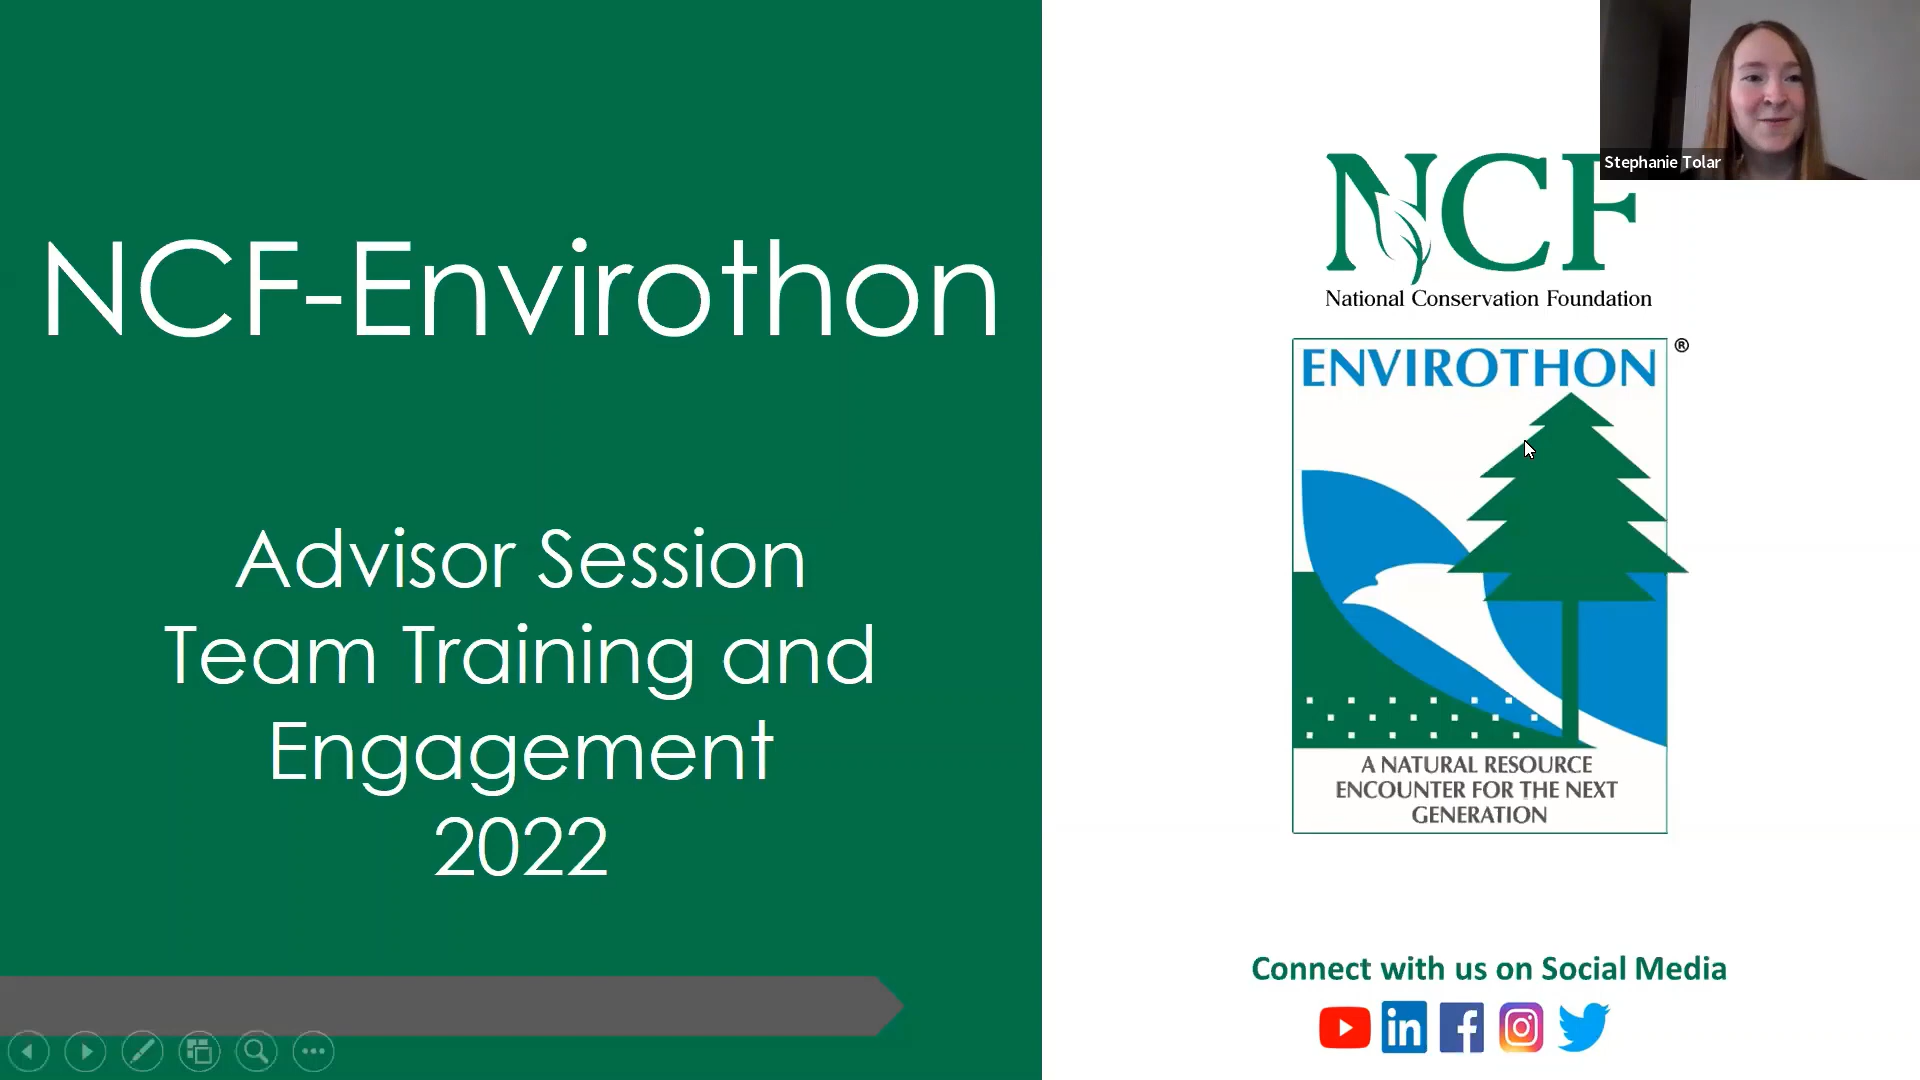 NCF-Envirothon
Advisor Session
Team Training and
Engagement
2022
Stephanie Tolar
NCF
National Conservation Foundation
ENVIROTHON
®
A NATURAL RESOURCE
ENCOUNTER FOR THE NEXT
GENERATION
Connect with us on Social Media
in
f